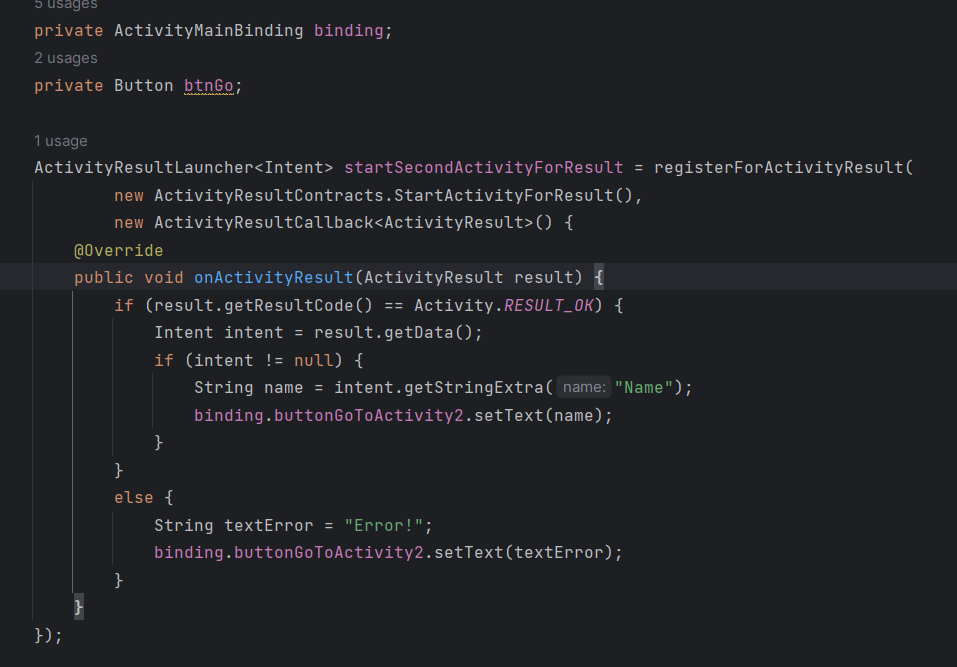 5 usages
private ActivityMainBinding binding;
2 usages
private Button btnGo;
1 usage
ActivityResultLauncher<Intent> startSecondActivityForResult = registerForActivityResult(
new ActivityResultContracts.StartActivityForResult(),
new ActivityResultCallback<ActivityResult>() {
@Override
public void onActivityResult(ActivityResult result) {
if (result.getResultCode() == Activity.RESULT_OK) {
Intent intent = result.getData();
if (intent != null) {
String name = intent.getStringExtra( name: "Name");
binding.buttonGoToActivity2.setText(name);
}
}
else {
String textError = "Error!";
binding.buttonGoToActivity2.setText(textError);
}
}
});